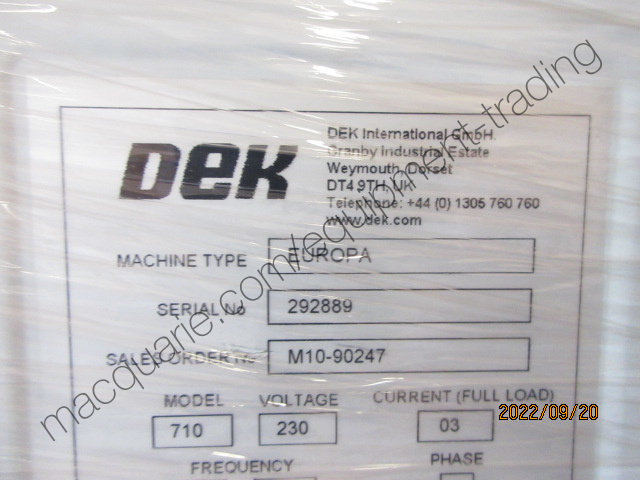 DEK
DEK International GmbH.
Granby Industrial Estate
Weymouth, Dorset
DT4 9TH, UK
Telephone: +44 (0) 1305 760 760
www.dek.com
MACHINE TYPE EUROPA
SERIAL No 292889
SALES ORDER No M10-90247
MODEL VOLTAGE CURRENT (FULL LOAD)
710 230 03
FREQUENCY PHASE
macquarie.com/equipment-trading
2022/09/20